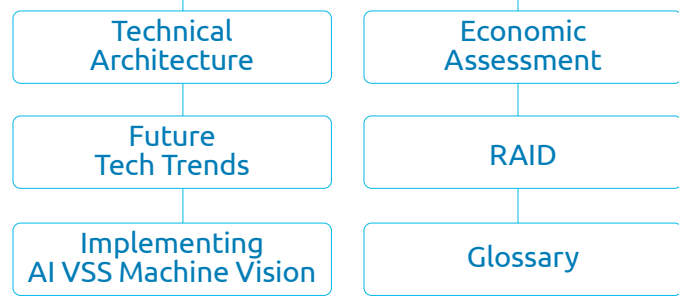 Technical
Architecture
Future
Tech Trends
Implementing
AI VSS Machine Vision
Economic
Assessment
RAID
Glossary